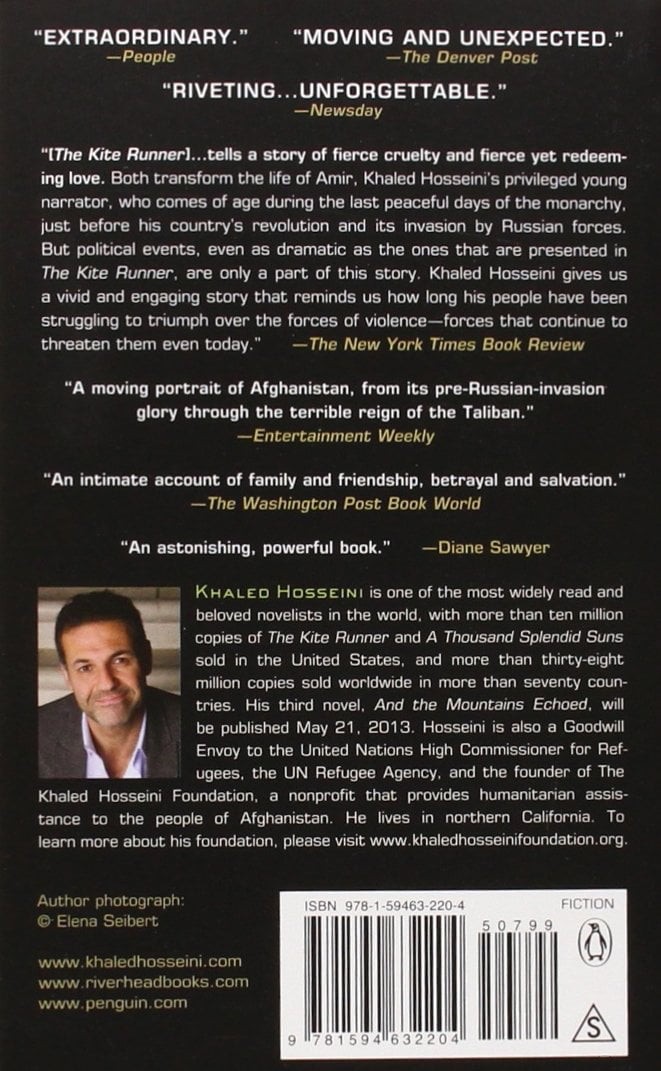 “EXTRAORDINARY.” “MOVING AND UNEXPECTED.”
—People —The Denver Post
“RIVETING...UNFORGETTABLE.”
—Newsday
“[The Kite Runner]...tells a story of fierce cruelty and fierce yet redeem-
ing love. Both transform the life of Amir, Khaled Hosseini’s privileged young
narrator, who comes of age during the last peaceful days of the monarchy,
just before his country’s revolution and its invasion by Russian forces.
But political events, even as dramatic as the ones that are presented in
The Kite Runner, are only a part of this story. Khaled Hosseini gives us
a vivid and engaging story that reminds us how long his people have been
struggling to triumph over the forces of violence—forces that continue to
threaten them even today.” —The New York Times Book Review
“A moving portrait of Afghanistan, from its pre-Russian-invasion
glory through the terrible reign of the Taliban.”
—Entertainment Weekly
“An intimate account of family and friendship, betrayal and salvation.”
—The Washington Post Book World
“An astonishing, powerful book.” —Diane Sawyer
KHALED HOSSEINI is one of the most widely read and
beloved novelists in the world, with more than ten million
copies of The Kite Runner and A Thousand Splendid Suns
sold in the United States, and more than thirty-eight
million copies sold worldwide in more than seventy coun-
tries. His third novel, And the Mountains Echoed, will
be published May 21, 2013. Hosseini is also a Goodwill
Envoy to the United Nations High Commissioner for Ref-
ugees, the UN Refugee Agency, and the founder of The
Khaled Hosseini Foundation, a nonprofit that provides humanitarian assis-
tance to the people of Afghanistan. He lives in northern California. To
learn more about his foundation, please visit www.khaledhosseinifoundation.org.
Author photograph:
© Elena Seibert
www.khaledhosseini.com
www.riverheadbooks.com
www.penguin.com
ISBN 978-1-59463-220-4 FICTION
50799
9 781594 632204
S